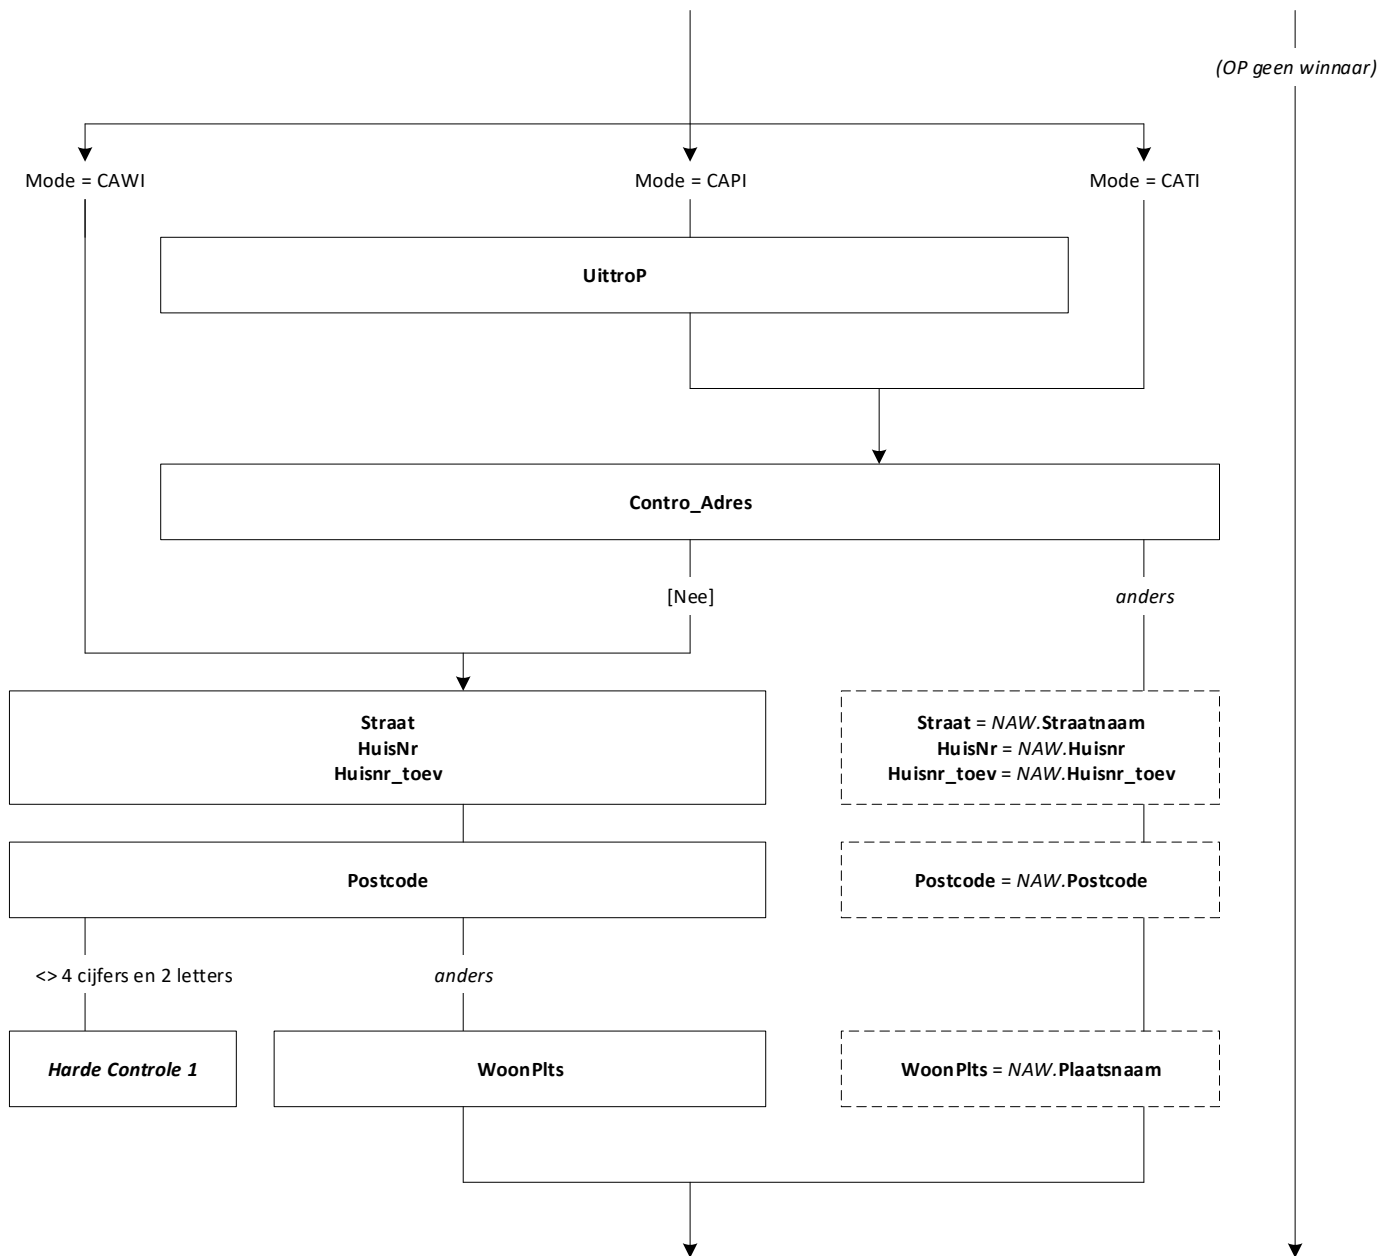 (OP geen winnaar)
Mode = CAWI
Mode = CAPI
Mode = CATI
UittroP
Contro_Adres
[Nee]
anders
Straat
HuisNr
Huisnr_toev
Straat = NAW.Straatnaam
HuisNr = NAW.Huisnr
Huisnr_toev = NAW.Huisnr_toev
Postcode
Postcode = NAW.Postcode
<> 4 cijfers en 2 letters
anders
Harde Controle 1
WoonPlts
WoonPlts = NAW.Plaatsnaam